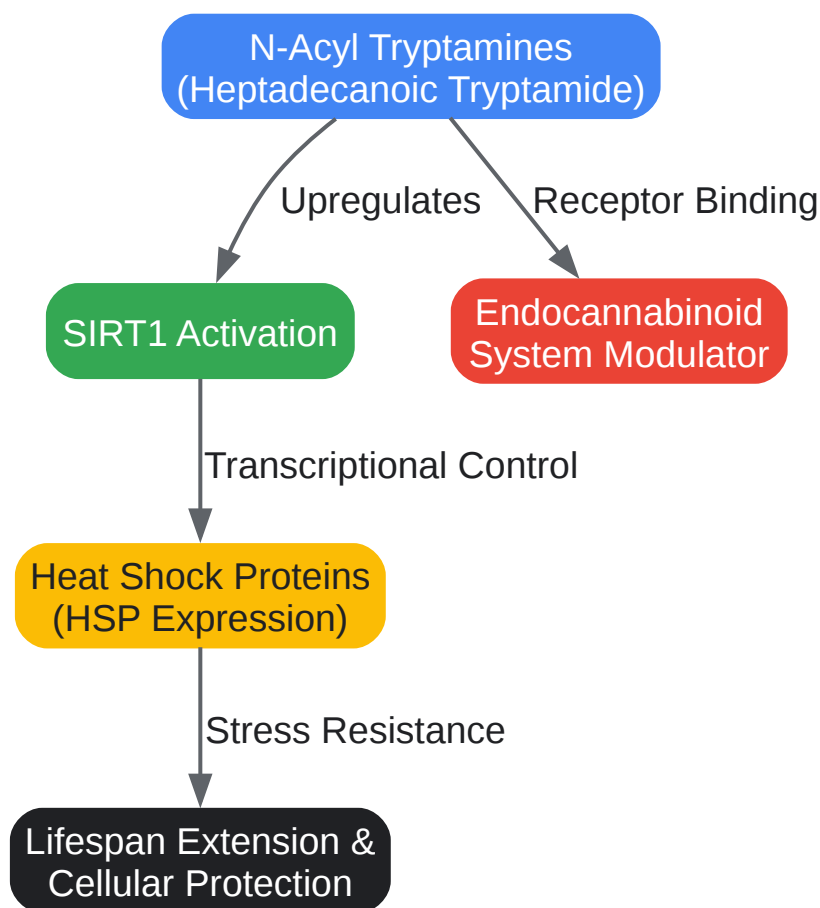 N-Acyl Tryptamines
(Heptadecanoic Tryptamide)
Upregulates
Receptor Binding
SIRT1 Activation
Endocannabinoid
System Modulator
Transcriptional Control
Heat Shock Proteins
(HSP Expression)
Stress Resistance
Lifespan Extension &
Cellular Protection